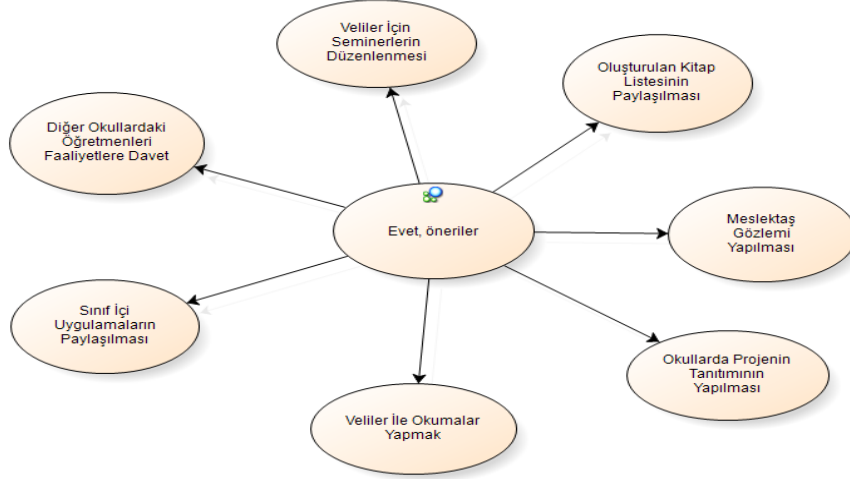 Veliler İçin
Seminerlerin
Düzenlenmesi
Oluşturulan Kitap
Listesinin
Paylaşılması
Diğer Okullardaki
Öğretmenleri
Faaliyetlere Davet
Evet, öneriler
Meslektaş
Gözlemi
Yapılması
Sınıf İçi
Uygulamaların
Paylaşılması
Okullarda Projenin
Tanıtımının
Yapılması
Veliler İle Okumalar
Yapmak